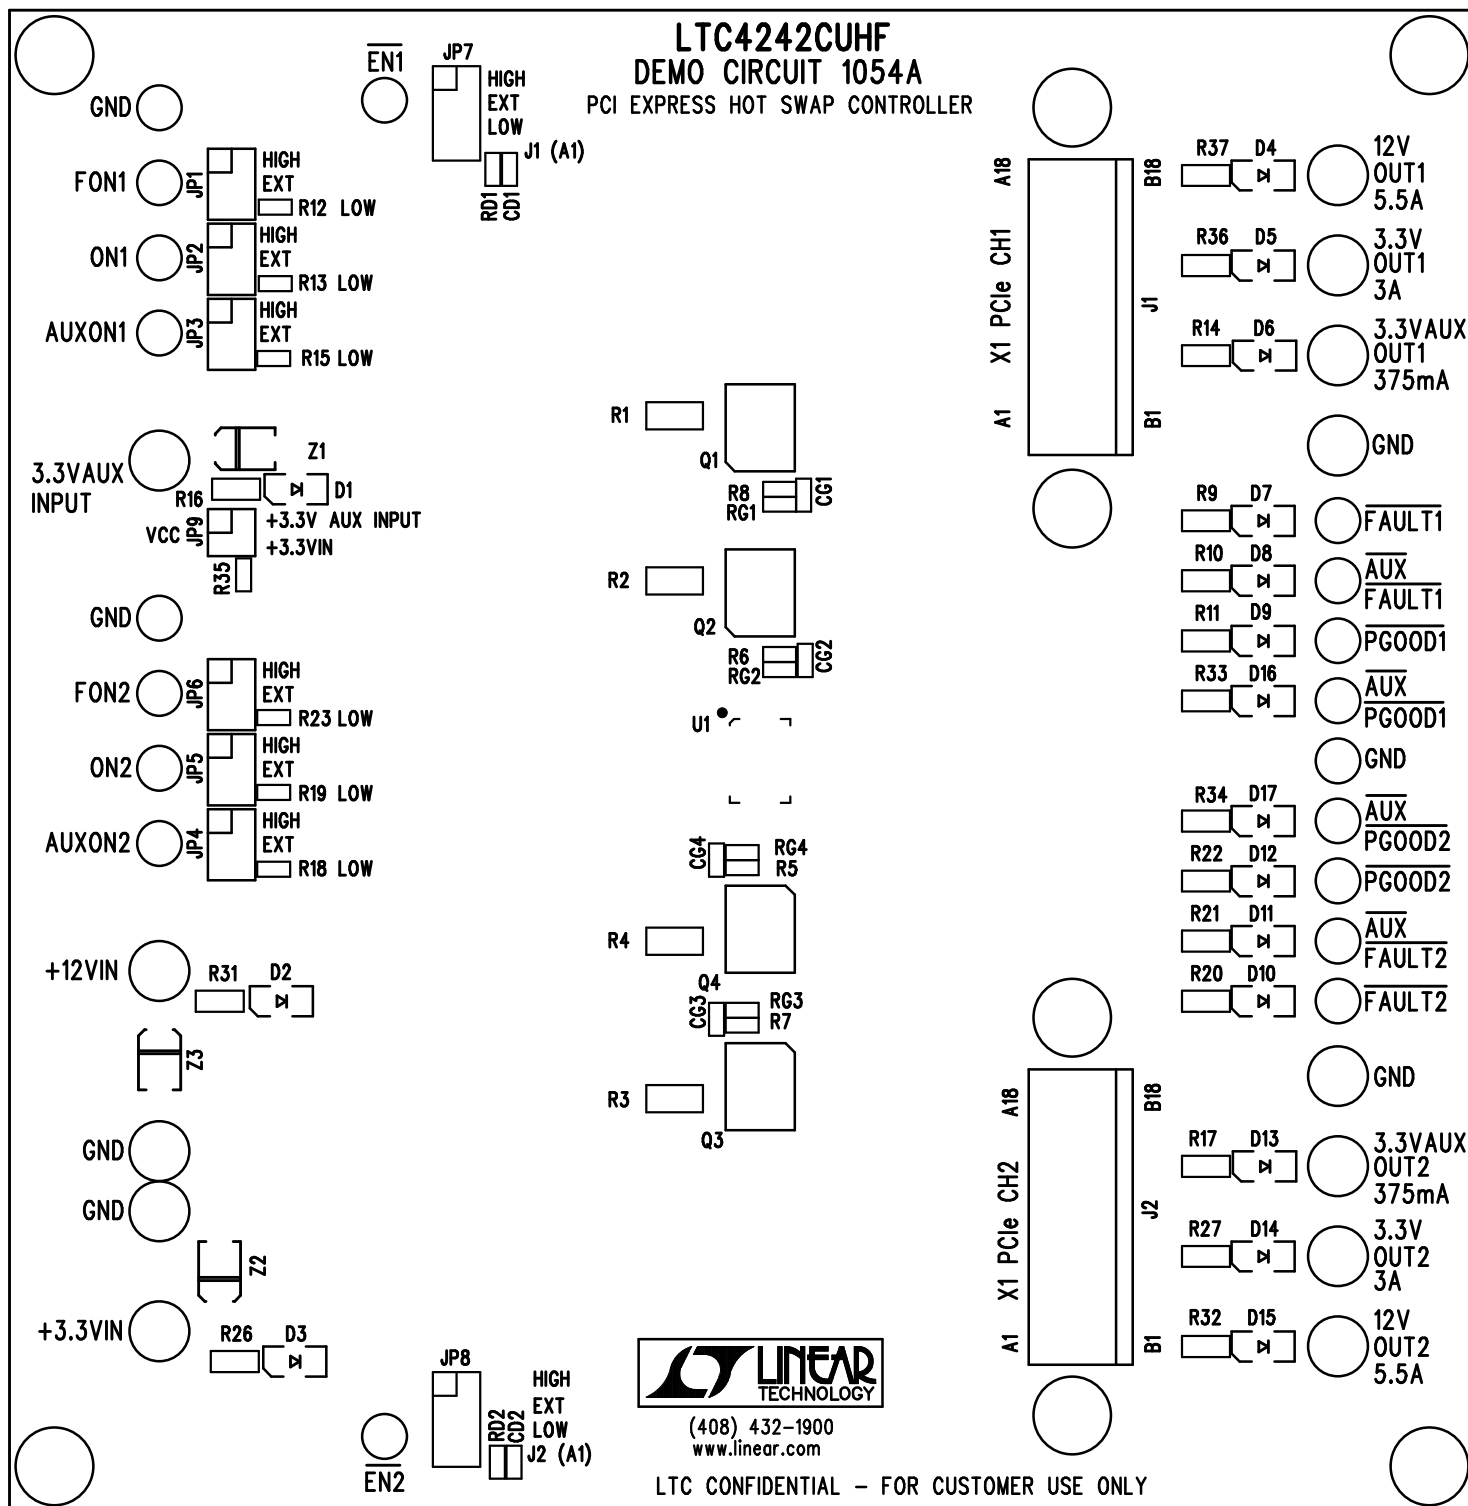 LTC4242CUHF
DEMO CIRCUIT 1054A
PCI EXPRESS HOT SWAP CONTROLLER
EN1
JP7
HIGH
EXT
LOW
J1 (A1)
RD1
CD1
GND
FON1
JP1
HIGH
EXT
R12 LOW
ON1
JP2
HIGH
EXT
R13 LOW
AUXON1
JP3
HIGH
EXT
R15 LOW
3.3VAUX
INPUT
Z1
R16
D1
VCC
JP9
+3.3V AUX INPUT
+3.3VIN
R35
GND
FON2
JP6
HIGH
EXT
R23 LOW
ON2
JP5
HIGH
EXT
R19 LOW
AUXON2
JP4
HIGH
EXT
R18 LOW
+12VIN
R31
D2
Z3
GND
GND
Z2
+3.3VIN
R26
D3
R1
Q1
R8
RG1
CG1
R2
Q2
R6
RG2
CG2
U1
CG4
RG4
R5
R4
Q4
CG3
RG3
R7
R3
Q3
A18
X1 PCIe CH1
A1
B18
J1
B1
R37
D4
12V
OUT1
5.5A
R36
D5
3.3V
OUT1
3A
R14
D6
3.3VAUX
OUT1
375mA
GND
R9
D7
FAULT1
R10
D8
AUX
FAULT1
R11
D9
PGOOD1
R33
D16
AUX
PGOOD1
GND
R34
D17
AUX
PGOOD2
R22
D12
PGOOD2
R21
D11
AUX
FAULT2
R20
D10
FAULT2
GND
A18
X1 PCIe CH2
A1
B18
J2
B1
R17
D13
3.3VAUX
OUT2
375mA
R27
D14
3.3V
OUT2
3A
R32
D15
12V
OUT2
5.5A
EN2
JP8
HIGH
EXT
LOW
J2 (A1)
RD2
CD2
LINEAR
TECHNOLOGY
(408) 432-1900
www.linear.com
LTC CONFIDENTIAL - FOR CUSTOMER USE ONLY